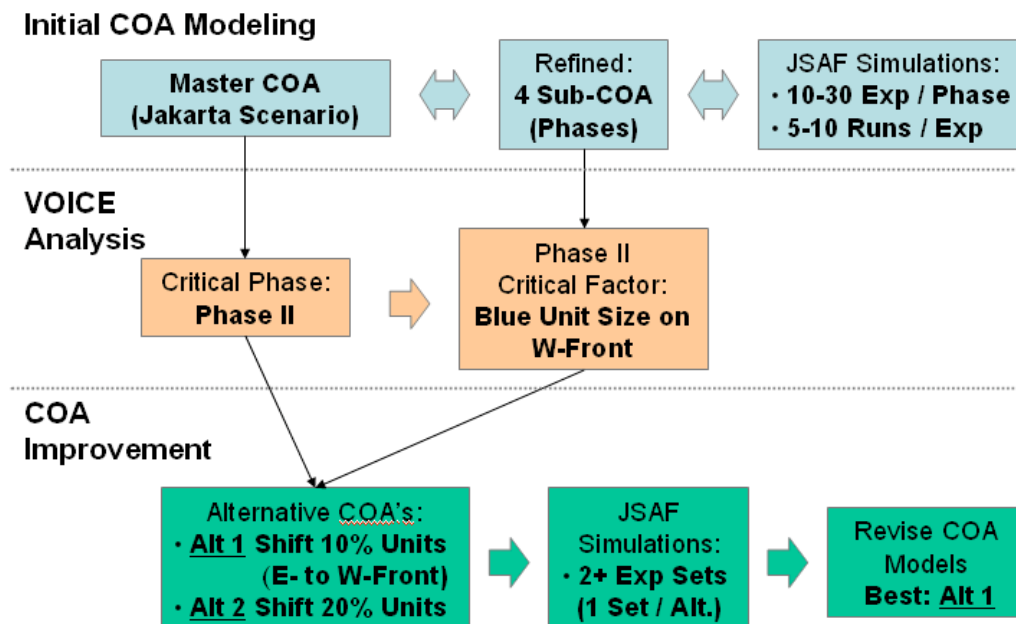 Initial COA Modeling
Master COA
(Jakarta Scenario)
Refined:
4 Sub-COA
(Phases)
JSAF Simulations:
· 10-30 Exp / Phase
· 5-10 Runs / Exp
VOICE
Analysis
Critical Phase:
Phase II
Phase II
Critical Factor:
Blue Unit Size on
W-Front
COA
Improvement
Alternative COA's:
· Alt 1 Shift 10% Units
(E- to W-Front)
· Alt 2 Shift 20% Units
JSAF
Simulations:
· 2+ Exp Sets
(1 Set / Alt.)
Revise COA
Models
Best: Alt 1